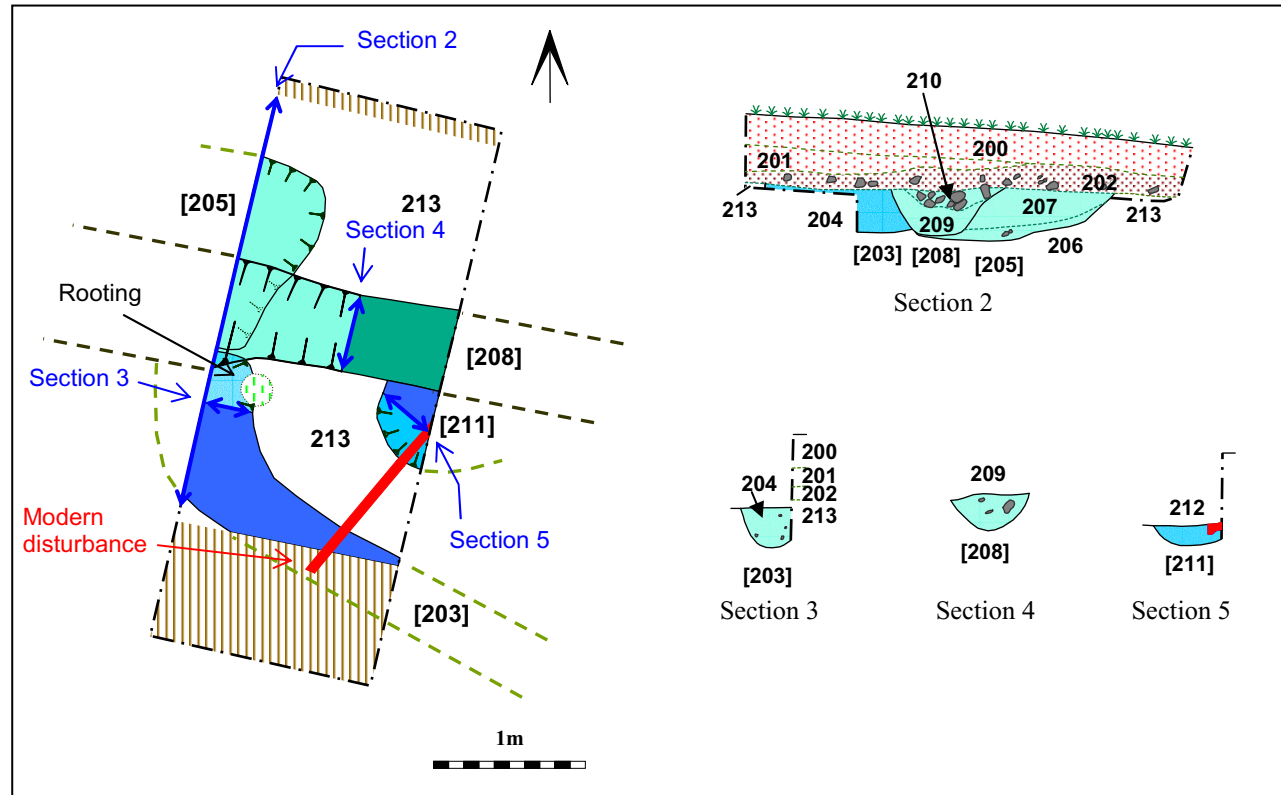 Section 2
[205]
213
Section 4
Rooting
[208]
Section 3
213
[211]
Modern
disturbance
Section 5
[203]
1m
210
200
201
202
213
204
209
207
213
206
[203]
[208]
[205]
Section 2
200
201
204
202
213
[203]
Section 3
209
[208]
Section 4
212
[211]
Section 5